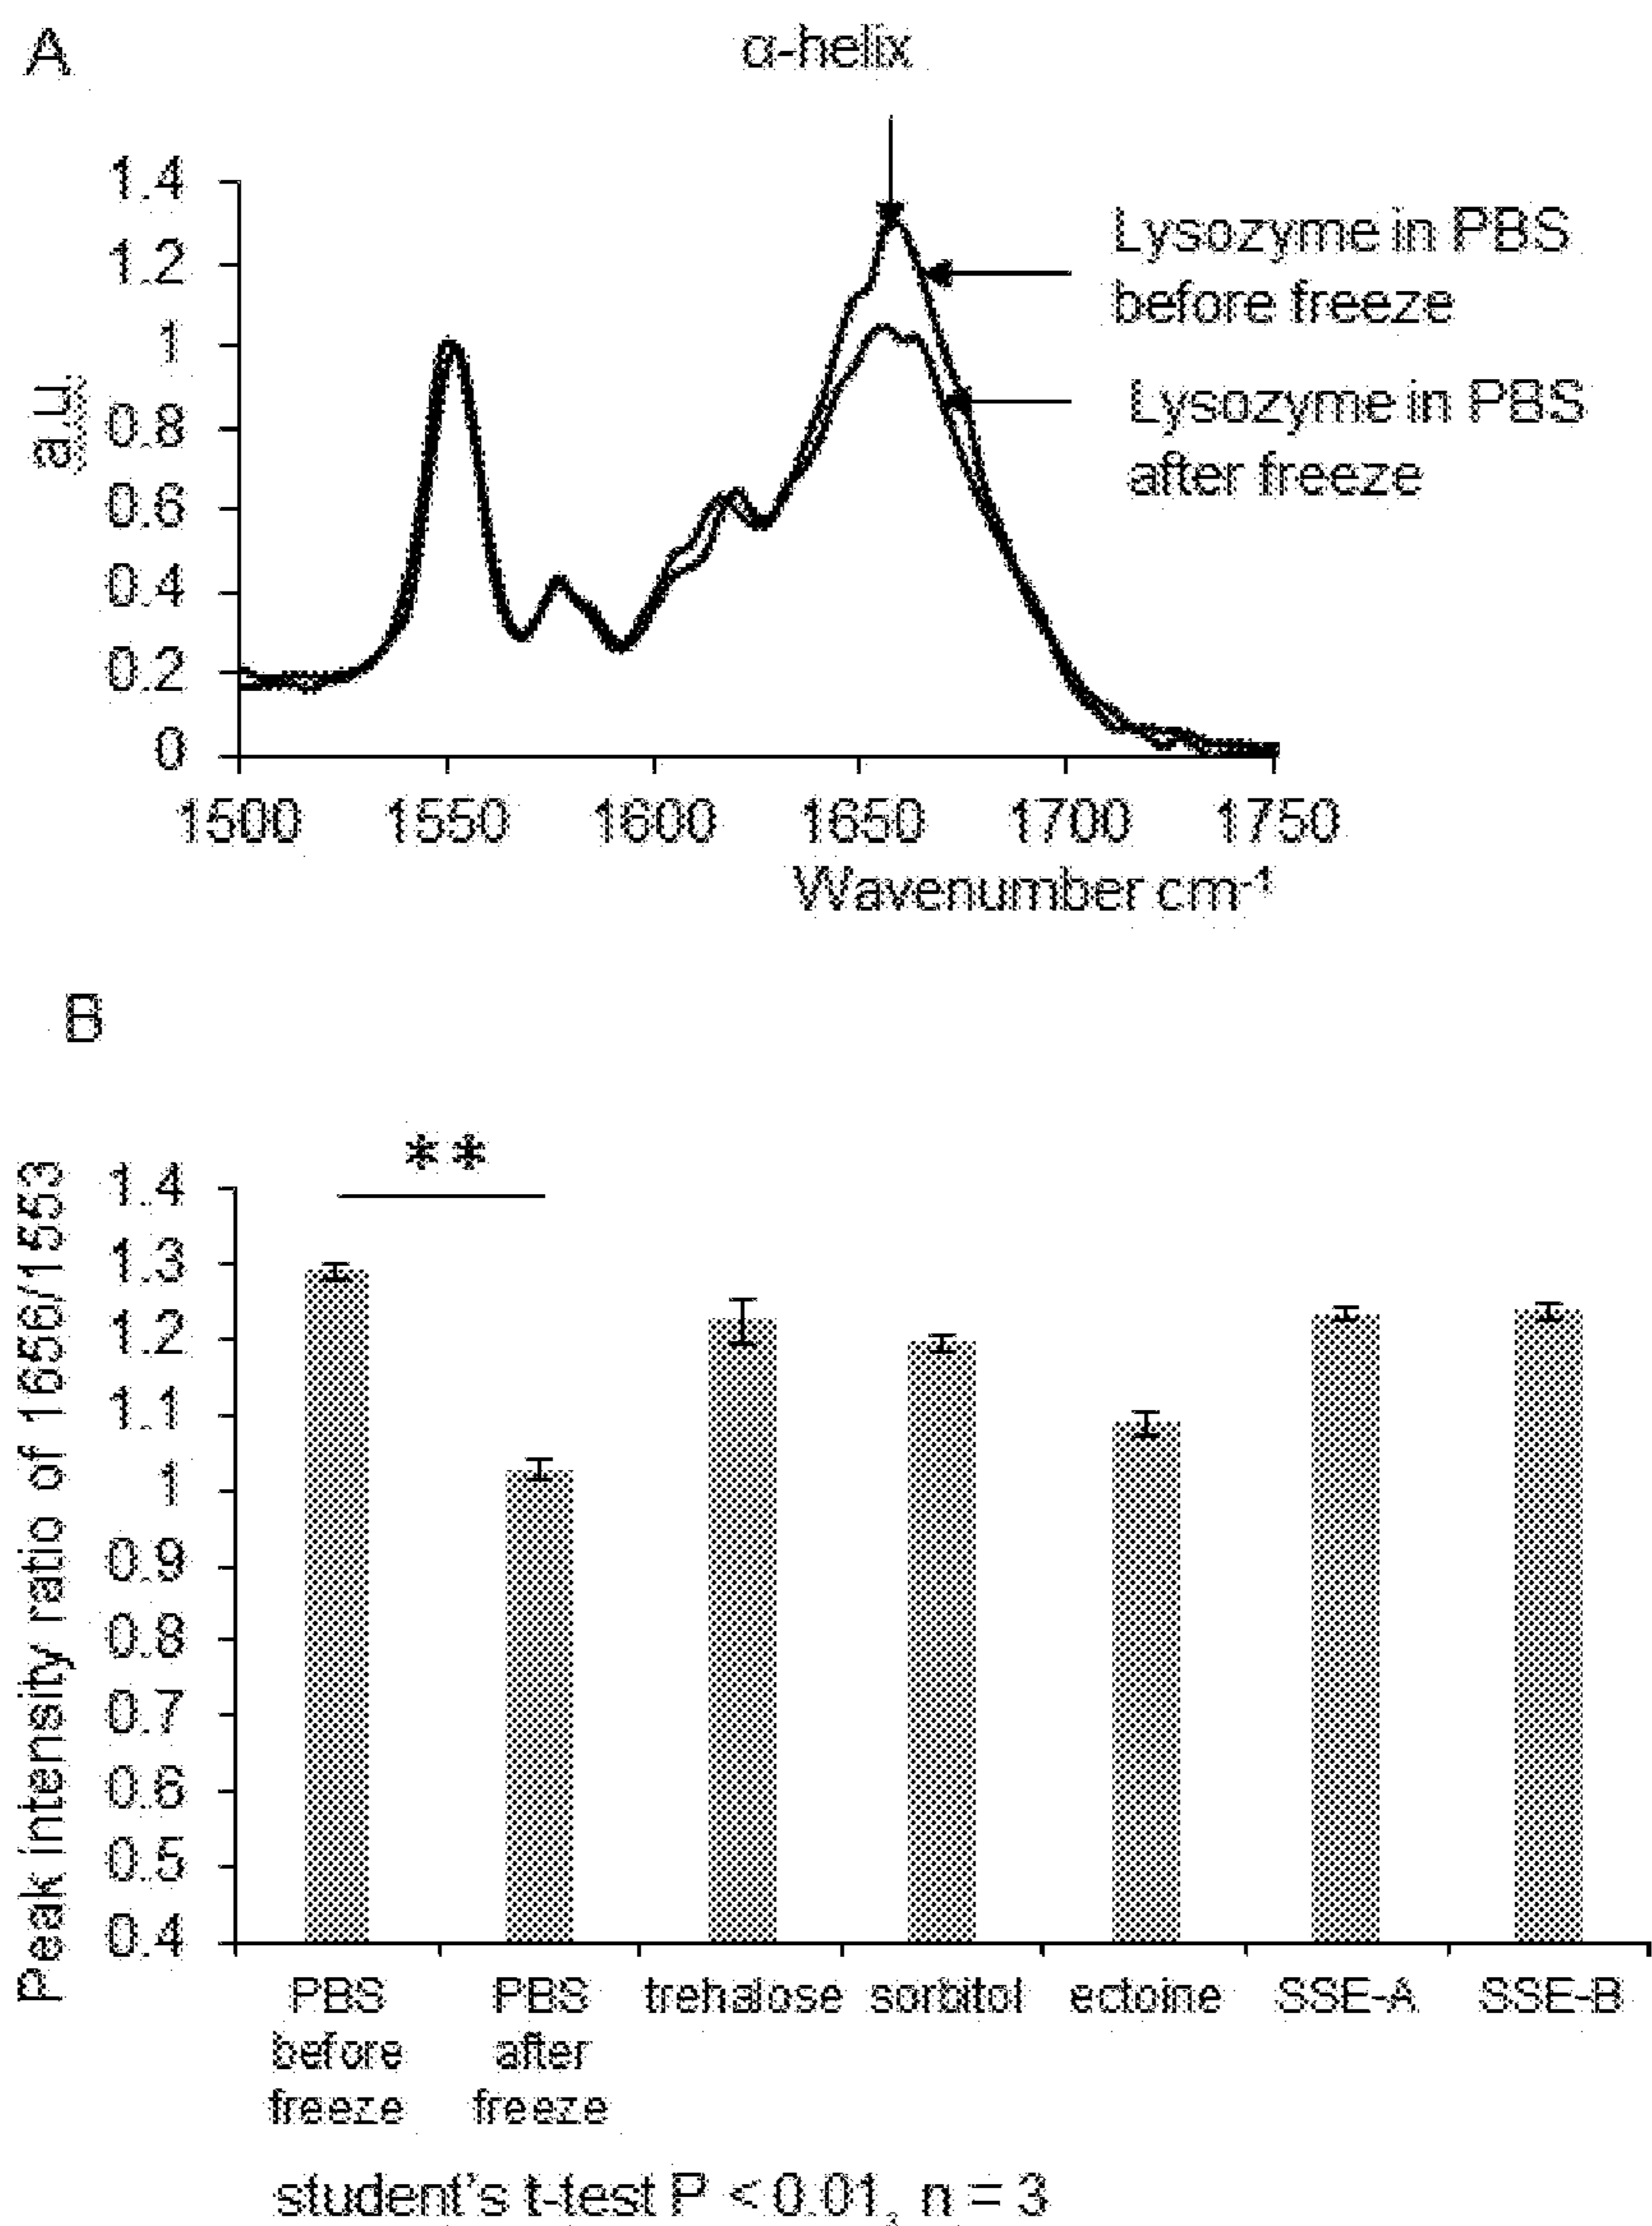 A
α-helix
1.4
1.2
1
0.8
0.6
0.4
0.2
0
a.u.
Lysozyme in PBS
before freeze
Lysozyme in PBS
after freeze
1500 1550 1600 1650 1700 1750
Wavenumber cm⁻¹
B
**
Peak intensity ratio of 1656/1553
1.4
1.3
1.2
1.1
1
0.9
0.8
0.7
0.6
0.5
0.4
PBS before freeze
PBS after freeze
trehalose
sorbitol
ectoine
SSE-A
SSE-B
student's t-test P < 0.01, n = 3